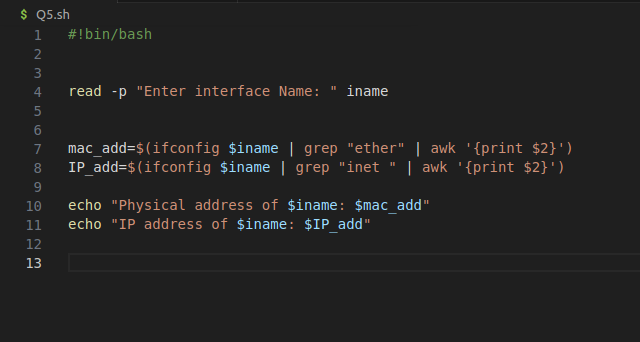 $ Q5.sh
1 #!bin/bash
2
3
4 read -p "Enter interface Name: " iname
5
6
7 mac_add=$(ifconfig $iname | grep "ether" | awk '{print $2}')
8 IP_add=$(ifconfig $iname | grep "inet " | awk '{print $2}')
9
10 echo "Physical address of $iname: $mac_add"
11 echo "IP address of $iname: $IP_add"
12
13